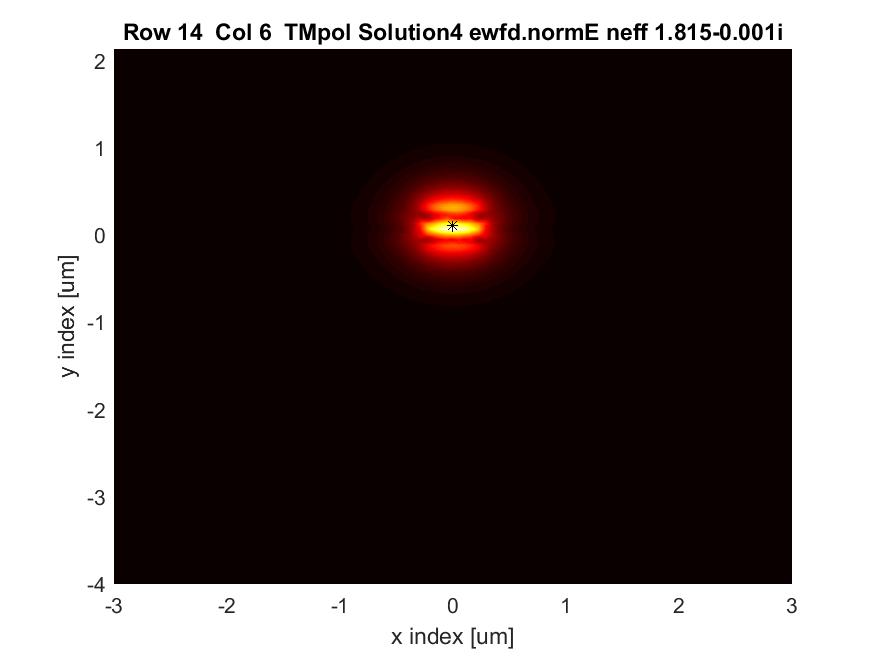 Row 14  Col 6  TMpol Solution4 ewfd.normE neff 1.815-0.001i
2
1
0
-1
-2
-3
-4
y index [um]
-3 -2 -1 0 1 2 3
x index [um]